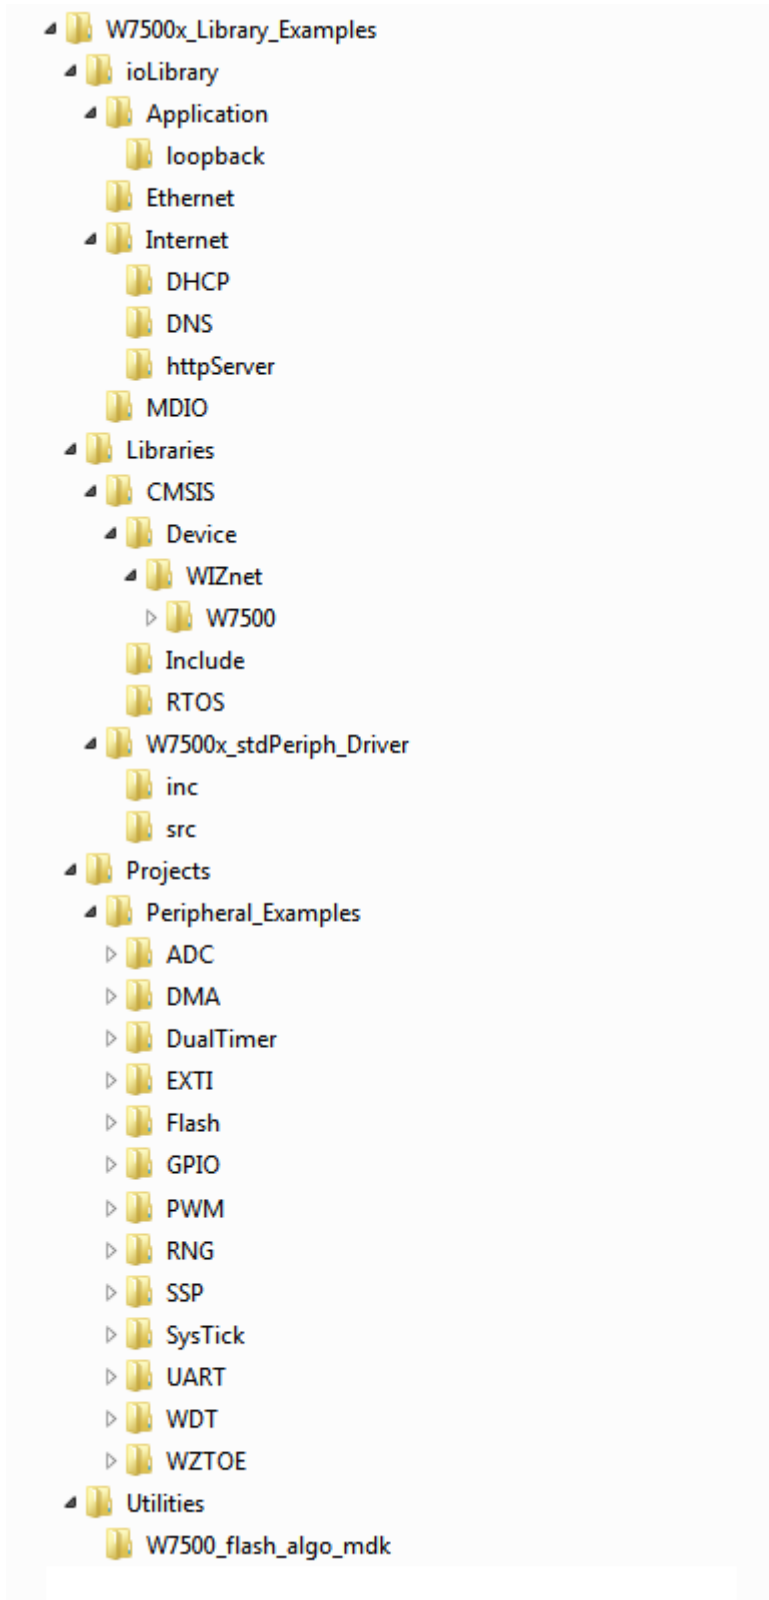 W7500x_Library_Examples
ioLibrary
Application
loopback
Ethernet
Internet
DHCP
DNS
httpServer
MDIO
Libraries
CMSIS
Device
WIZnet
W7500
Include
RTOS
W7500x_stdPeriph_Driver
inc
src
Projects
Peripheral_Examples
ADC
DMA
DualTimer
EXTI
Flash
GPIO
PWM
RNG
SSP
SysTick
UART
WDT
WZTOE
Utilities
W7500_flash_algo_mdk